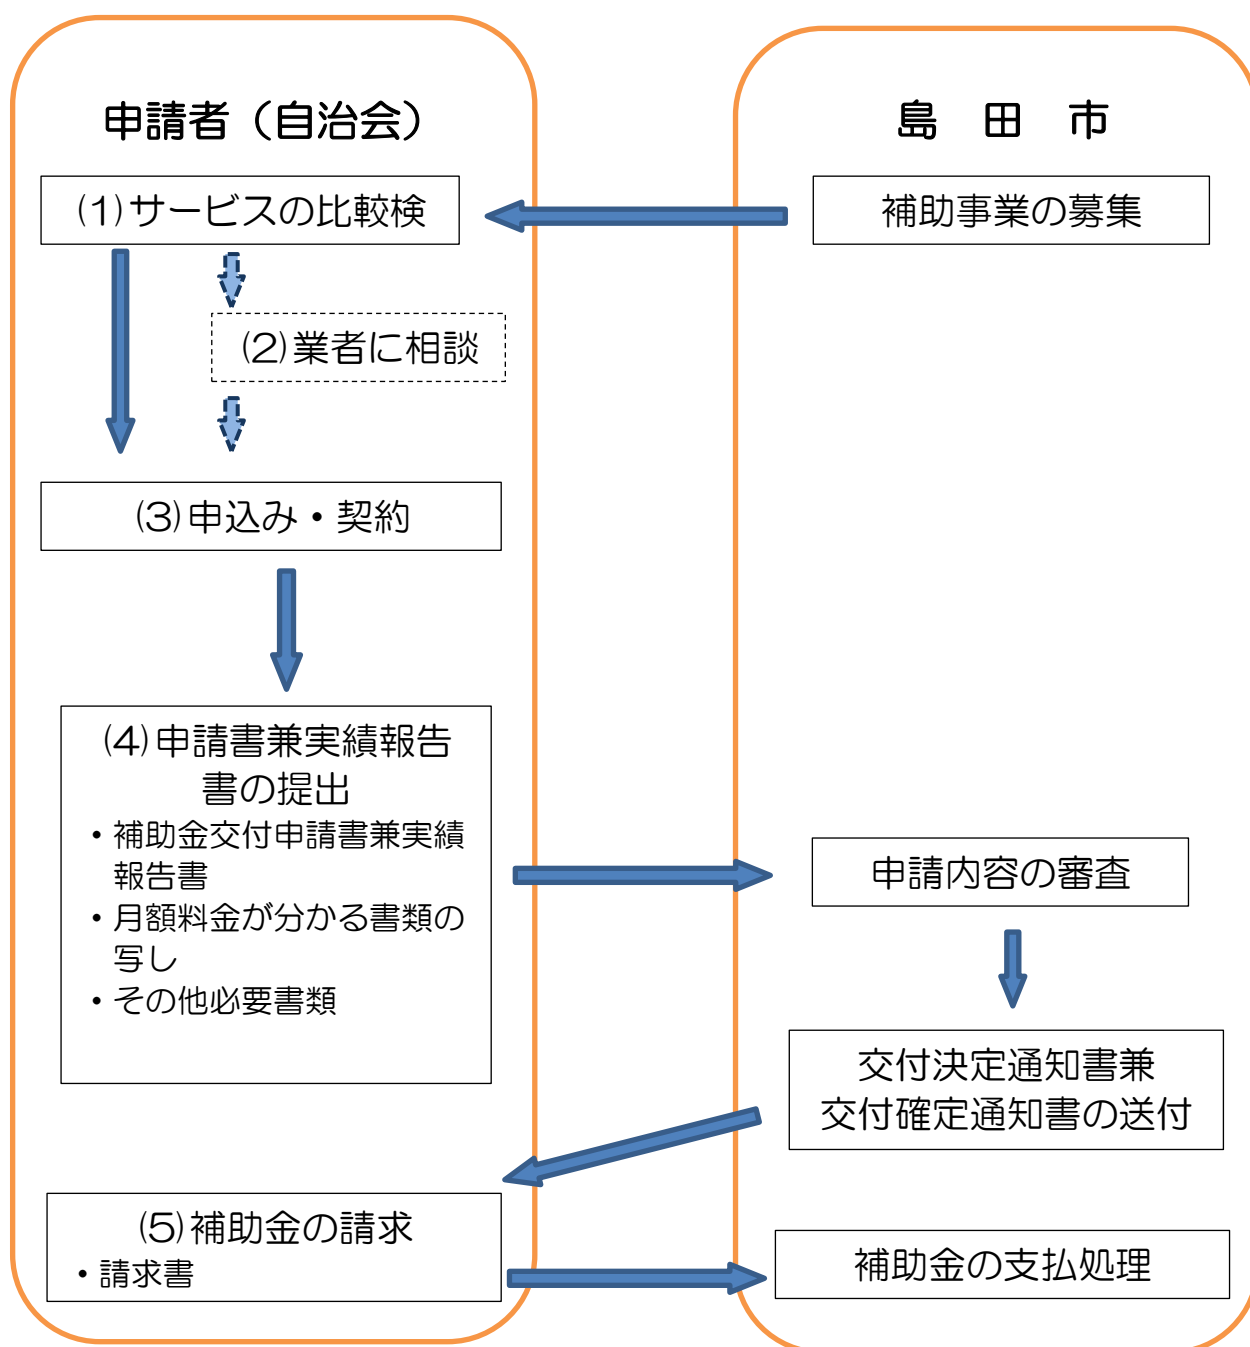 申請者（自治会）
(1)サービスの比較検
(2)業者に相談
(3)申込み・契約
(4)申請書兼実績報告
書の提出
・補助金交付申請書兼実績
報告書
・月額料金が分かる書類の
写し
・その他必要書類
(5)補助金の請求
・請求書
島　田　市
補助事業の募集
申請内容の審査
交付決定通知書兼
交付確定通知書の送付
補助金の支払処理